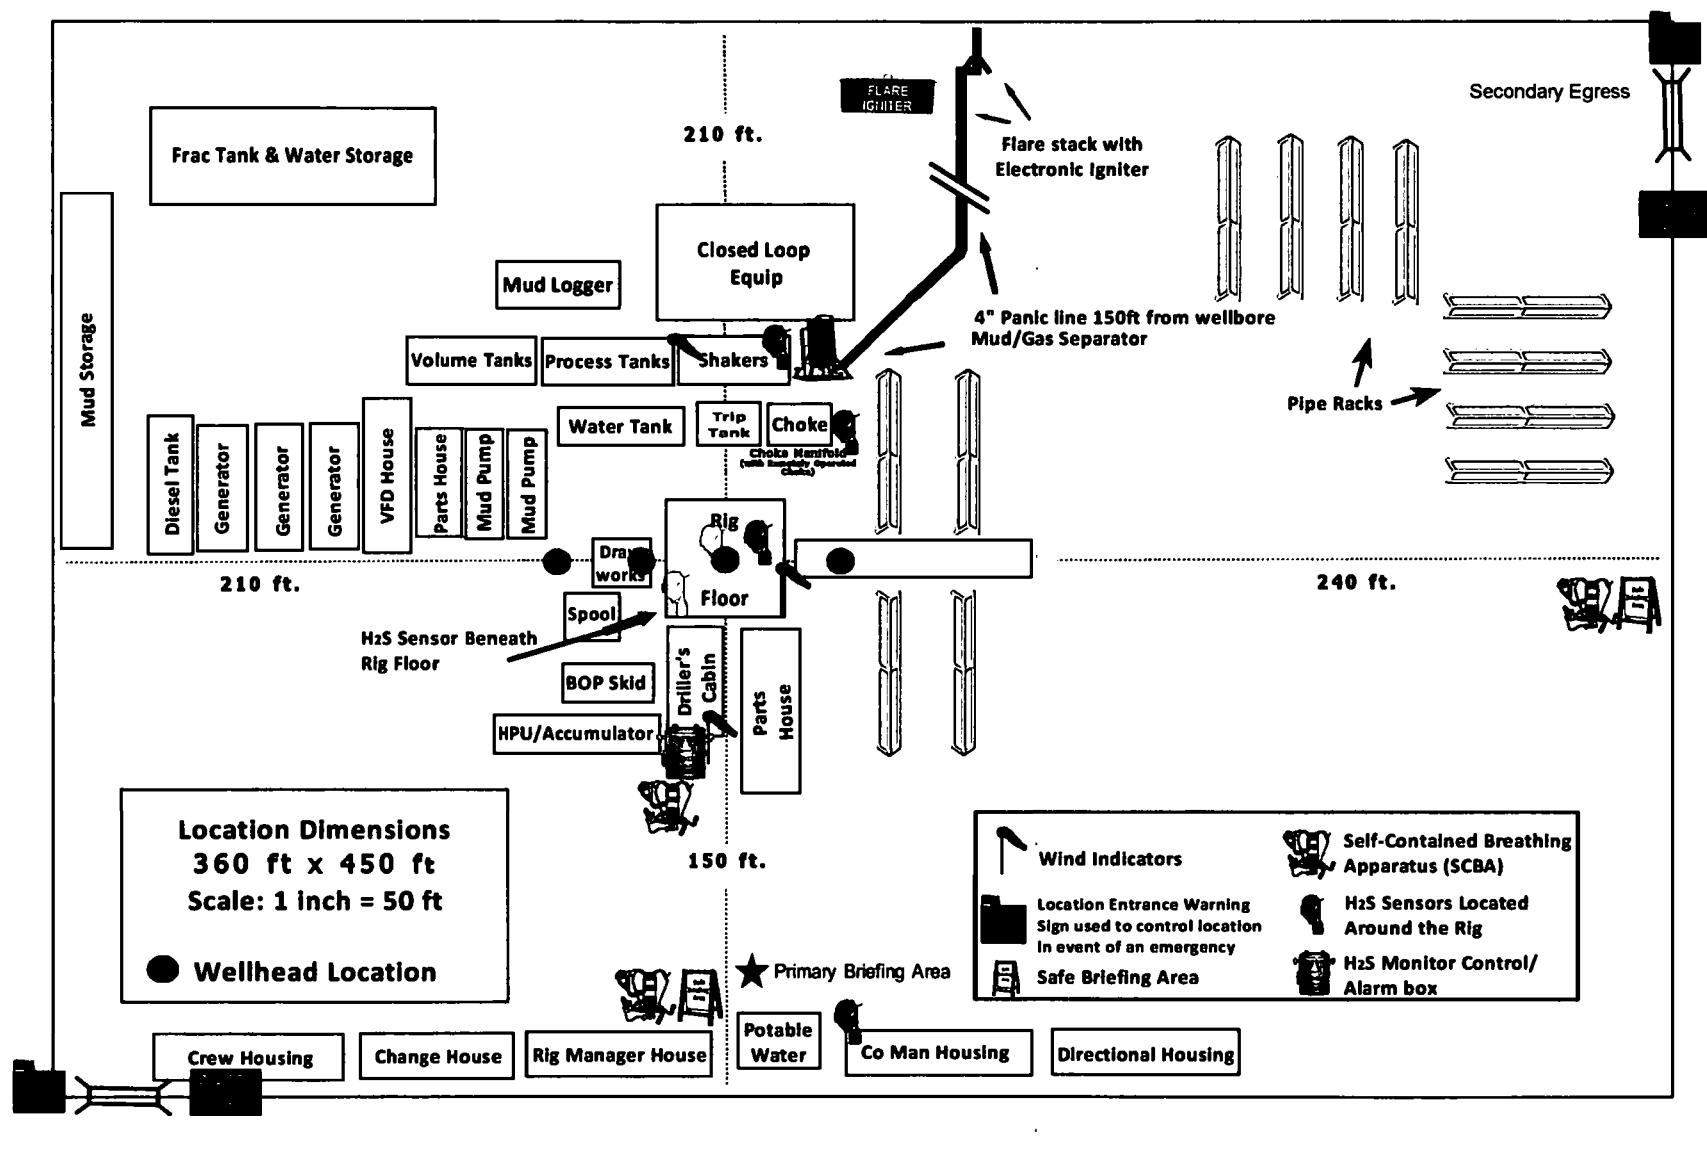 Secondary Egress
FLARE
IGNITER
210 ft.
Flare stack with
Electronic Igniter
Frac Tank & Water Storage
Closed Loop
Equip
Mud Logger
4" Panic line 150ft from wellbore
Mud/Gas Separator
Mud Storage
Volume Tanks
Process Tanks
Shakers
Pipe Racks
Water Tank
Trip
Tank
Choke
Choke Manifold
(with Remotely Operated
Choke)
Diesel Tank
Generator
Generator
Generator
VFD House
Parts House
Mud Pump
Mud Pump
Rig
Floor
Draw
works
210 ft.
240 ft.
Spool
H2S Sensor Beneath
Rig Floor
BOP Skid
Driller's
Cabin
Parts
House
HPU/Accumulator
150 ft.
Location Dimensions
360 ft x 450 ft
Scale: 1 inch = 50 ft
Wellhead Location
Wind Indicators
Location Entrance Warning
Sign used to control location
In event of an emergency
Safe Briefing Area
Self-Contained Breathing
Apparatus (SCBA)
H2S Sensors Located
Around the Rig
H2S Monitor Control/
Alarm box
Primary Briefing Area
Crew Housing
Change House
Rig Manager House
Potable
Water
Co Man Housing
Directional Housing